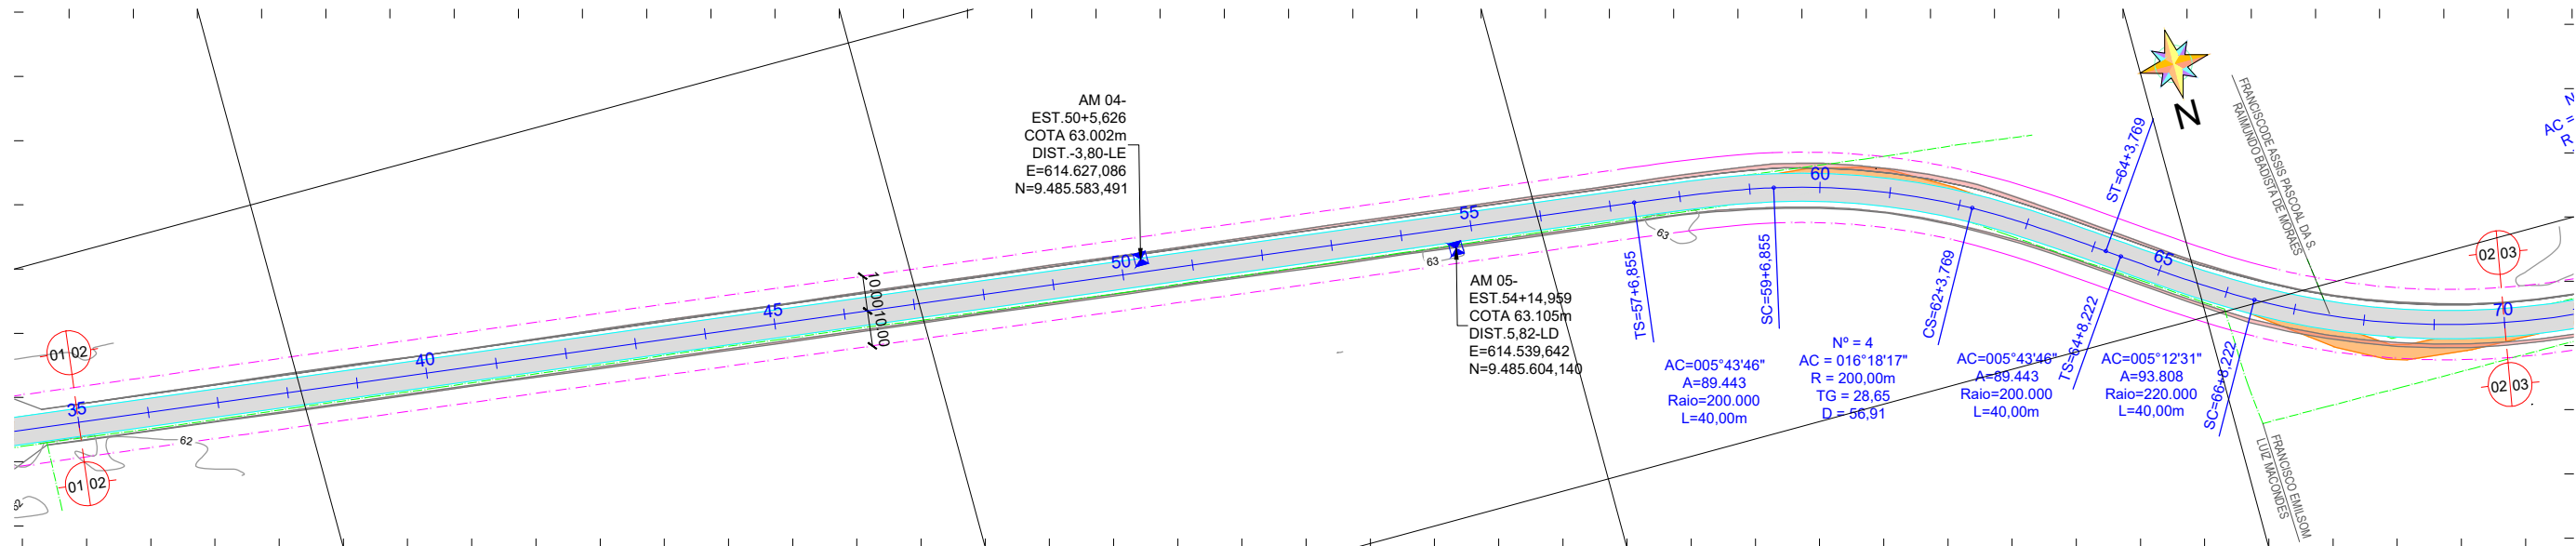 AM 04-
EST.50+5,626
COTA 63.002m
DIST.-3,80-LE
E=614.627,086
N=9.485.583,491
N
FRANCISCODE ASSIS PASCOAL DA S.
RAIMUNDO BADISTA DE MORAES
AC =
R
ST=64+3,769
60
55
50
45
40
35
65
70
10.00
10.00
63
63
62
62
01 02
01 02
02 03
02 03
AM 05-
EST.54+14,959
COTA 63.105m
DIST.5,82-LD
E=614.539,642
N=9.485.604,140
TS=57+6,855
SC=59+6,855
CS=62+3,769
TS=64+8,222
SC=66+8,222
AC=005°43'46"
A=89.443
Raio=200.000
L=40,00m
Nº = 4
AC = 016°18'17"
R = 200,00m
TG = 28,65
D = 56,91
AC=005°43'46"
A=89.443
Raio=200.000
L=40,00m
AC=005°12'31"
A=93.808
Raio=220.000
L=40,00m
FRANCISCO EMILSOM
LUIZ MACONDES